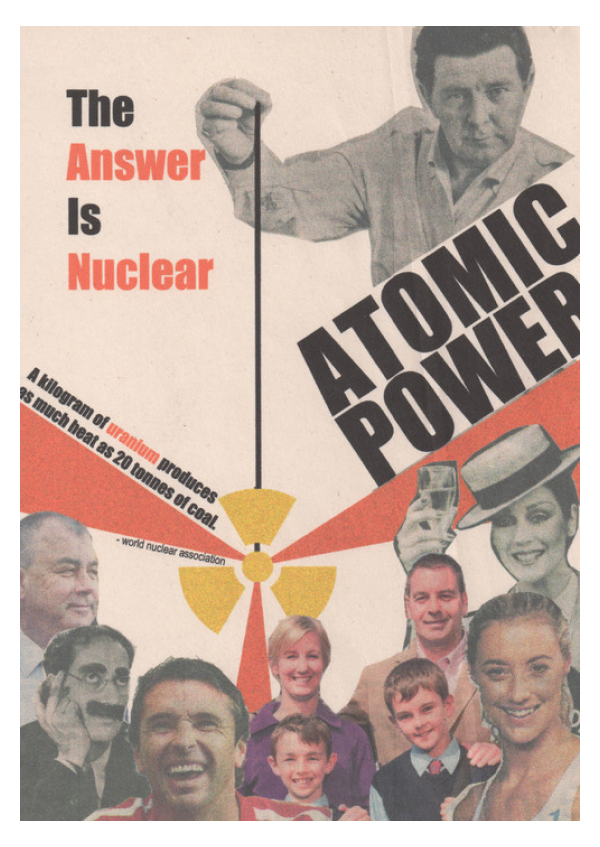 The
Answer
Is
Nuclear
ATOMIC
POWER
A kilogram of uranium produces
as much heat as 20 tonnes of coal.
- world nuclear association